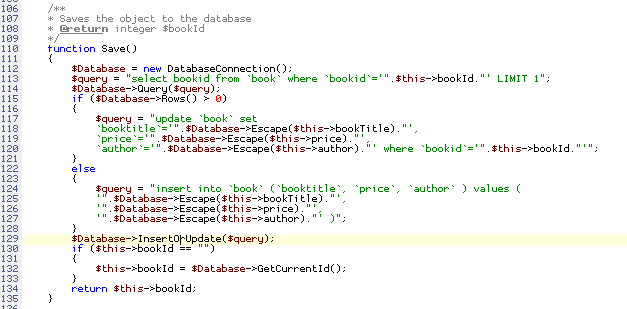 106 /**
107 * Saves the object to the database
108 * @return integer $bookId
109 */
110 function Save()
111 {
112 $Database = new DatabaseConnection();
113 $query = "select bookid from `book` where `bookid`='".$this->bookId."' LIMIT 1";
114 $Database->Query($query);
115 if ($Database->Rows() > 0)
116 {
117 $query = "update `book` set
118 `booktitle`='".$Database->Escape($this->bookTitle)."',
119 `price`='".$Database->Escape($this->price)."',
120 `author`='".$Database->Escape($this->author)."' where `bookid`='".$this->bookId."'";
121 }
122 else
123 {
124 $query = "insert into `book` (`booktitle`, `price`, `author` ) values (
125 '".$Database->Escape($this->bookTitle)."',
126 '".$Database->Escape($this->price)."',
127 '".$Database->Escape($this->author)."' )";
128 }
129 $Database->InsertOrUpdate($query);
130 if ($this->bookId == "")
131 {
132 $this->bookId = $Database->GetCurrentId();
133 }
134 return $this->bookId;
135 }